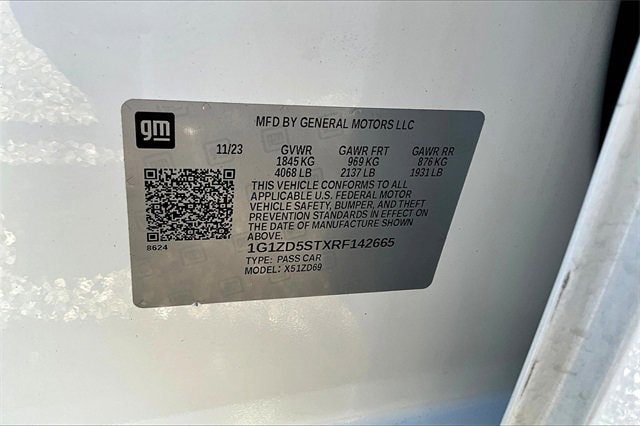 gm
MFD BY GENERAL MOTORS LLC
11/23 GVWR GAWR FRT GAWR RR
1845 KG 969 KG 876 KG
4068 LB 2137 LB 1931 LB
THIS VEHICLE CONFORMS TO ALL
APPLICABLE U.S. FEDERAL MOTOR
VEHICLE SAFETY, BUMPER, AND THEFT
PREVENTION STANDARDS IN EFFECT ON
THE DATE OF MANUFACTURE SHOWN
ABOVE.
8624
1G1ZD5STXRF142665
TYPE: PASS CAR
MODEL: X51ZD69